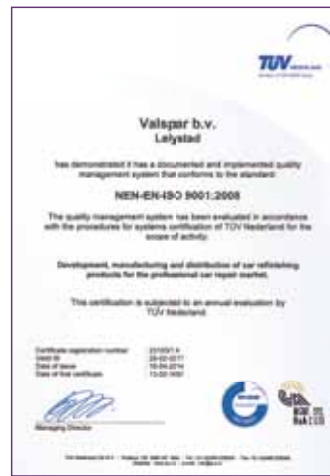 TUV NEDERLAND
Valspar b.v.
Lelystad
has demonstrated it has a documented and implemented quality
management system that conforms to the standard:
NEN-EN-ISO 9001:2008
The quality management system has been evaluated in accordance
with the procedures for systems certification of TÜV Nederland for the
scope of activity:
Development, manufacturing and distribution of car refinishing
products for the professional car repair market.
This certification is subjected to an annual evaluation by
TÜV Nederland.
Certificate registration number
Valid till
Date of issue
Date of first certificate
Managing Director